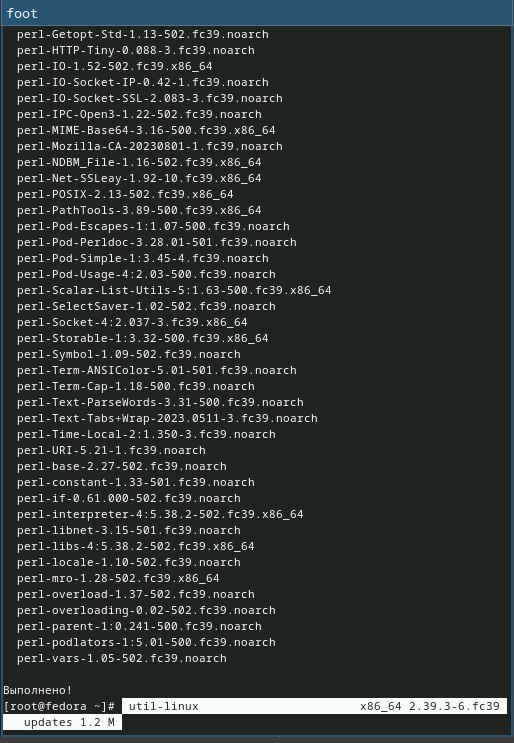 foot
perl-Getopt-Std-1.13-502.fc39.noarch
perl-HTTP-Tiny-0.088-3.fc39.noarch
perl-IO-1.52-502.fc39.x86_64
perl-IO-Socket-IP-0.42-1.fc39.noarch
perl-IO-Socket-SSL-2.083-3.fc39.noarch
perl-IPC-Open3-1.22-502.fc39.noarch
perl-MIME-Base64-3.16-500.fc39.x86_64
perl-Mozilla-CA-20230801-1.fc39.noarch
perl-NDBM_File-1.16-502.fc39.x86_64
perl-Net-SSLeay-1.92-10.fc39.x86_64
perl-POSIX-2.13-502.fc39.x86_64
perl-PathTools-3.89-500.fc39.x86_64
perl-Pod-Escapes-1:1.07-500.fc39.noarch
perl-Pod-Perldoc-3.28.01-501.fc39.noarch
perl-Pod-Simple-1:3.45-4.fc39.noarch
perl-Pod-Usage-4:2.03-500.fc39.noarch
perl-Scalar-List-Utils-5:1.63-500.fc39.x86_64
perl-SelectSaver-1.02-502.fc39.noarch
perl-Socket-4:2.037-3.fc39.x86_64
perl-Storable-1:3.32-500.fc39.x86_64
perl-Symbol-1.09-502.fc39.noarch
perl-Term-ANSIColor-5.01-501.fc39.noarch
perl-Term-Cap-1.18-500.fc39.noarch
perl-Text-ParseWords-3.31-500.fc39.noarch
perl-Text-Tabs+Wrap-2023.0511-3.fc39.noarch
perl-Time-Local-2:1.350-3.fc39.noarch
perl-URI-5.21-1.fc39.noarch
perl-base-2.27-502.fc39.noarch
perl-constant-1.33-501.fc39.noarch
perl-if-0.61.000-502.fc39.noarch
perl-interpreter-4:5.38.2-502.fc39.x86_64
perl-libnet-3.15-501.fc39.noarch
perl-libs-4:5.38.2-502.fc39.x86_64
perl-locale-1.10-502.fc39.noarch
perl-mro-1.28-502.fc39.x86_64
perl-overload-1.37-502.fc39.noarch
perl-overloading-0.02-502.fc39.noarch
perl-parent-1:0.241-500.fc39.noarch
perl-podlators-1:5.01-500.fc39.noarch
perl-vars-1.05-502.fc39.noarch
Выполнено!
[root@fedora ~]# util-linux x86_64 2.39.3-6.fc39
updates 1.2 M